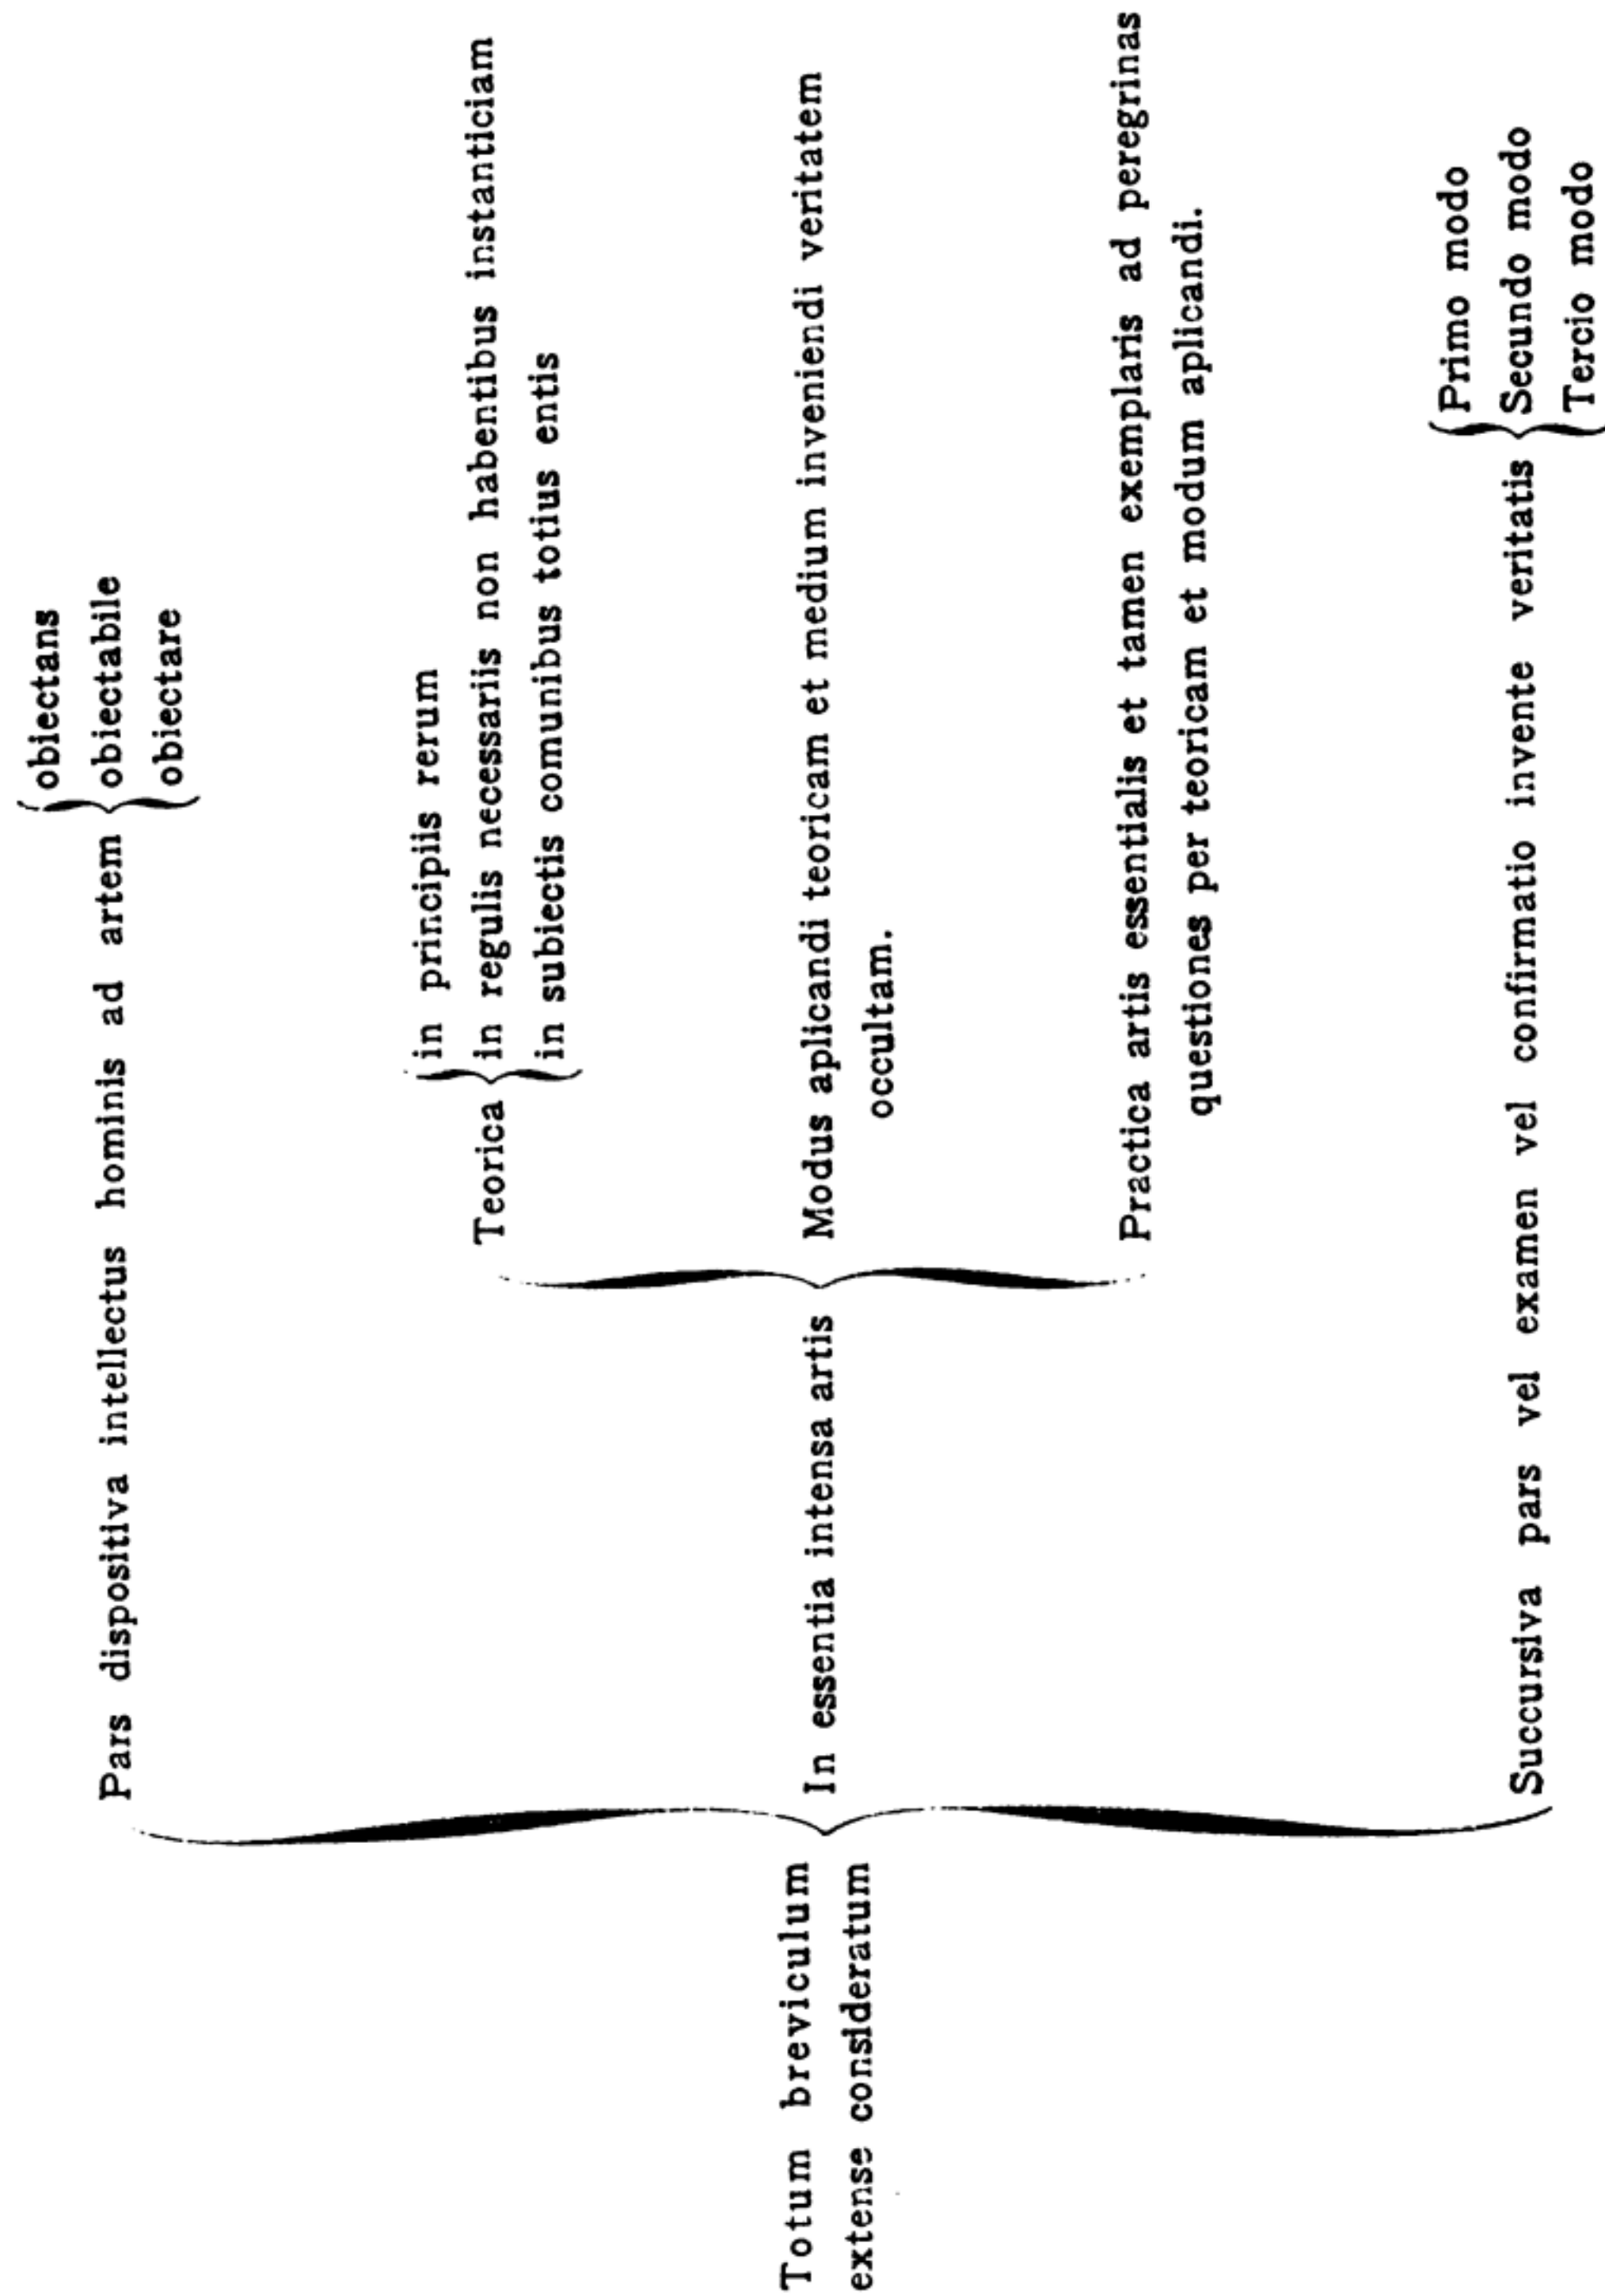 Totum breviculum
extense consideratum
Pars dispositiva intellectus hominis ad artem
obiectans
obiectabile
obiectare
In essentia intensa artis
Teorica
in principiis rerum
in regulis necessariis non habentibus instanticiam
in subiectis comunibus totius entis
Modus aplicandi teoricam et medium inveniendi veritatem
occultam.
Practica artis essentialis et tamen exemplaris ad peregrinas
questiones per teoricam et modum aplicandi.
Succursiva pars vel examen vel confirmatio invente veritatis
Primo modo
Secundo modo
Tercio modo